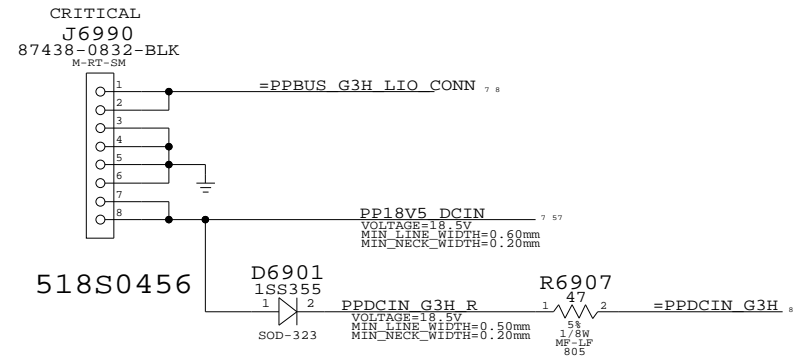 CRITICAL
J6990
87438-0832-BLK
M-RT-SM
1
2
3
4
5
6
7
8
=PPBUS_G3H_LIO_CONN 7 8
PP18V5_DCIN 7 57
VOLTAGE=18.5V
MIN_LINE_WIDTH=0.60mm
MIN_NECK_WIDTH=0.20mm
518S0456
D6901
1SS355
1 2
SOD-323
PPDCIN_G3H_R
VOLTAGE=18.5V
MIN_LINE_WIDTH=0.50mm
MIN_NECK_WIDTH=0.20mm
R6907
47
1 2
5%
1/8W
MF-LF
805
=PPDCIN_G3H 8